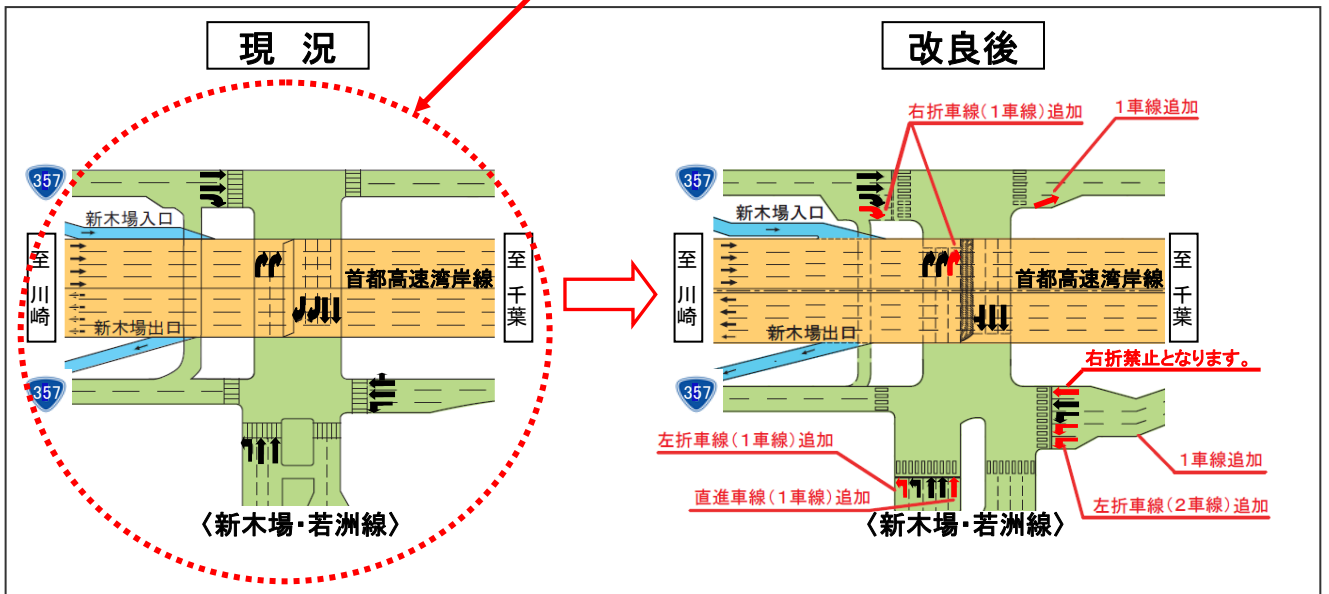 現 況
357
新木場入口
至 川崎
首都高速湾岸線
至 千葉
新木場出口
357
〈新木場・若洲線〉
改良後
右折車線(1車線)追加
1車線追加
357
新木場入口
至 川崎
首都高速湾岸線
至 千葉
新木場出口
右折禁止となります。
357
左折車線(1車線)追加
1車線追加
直進車線(1車線)追加
左折車線(2車線)追加
〈新木場・若洲線〉